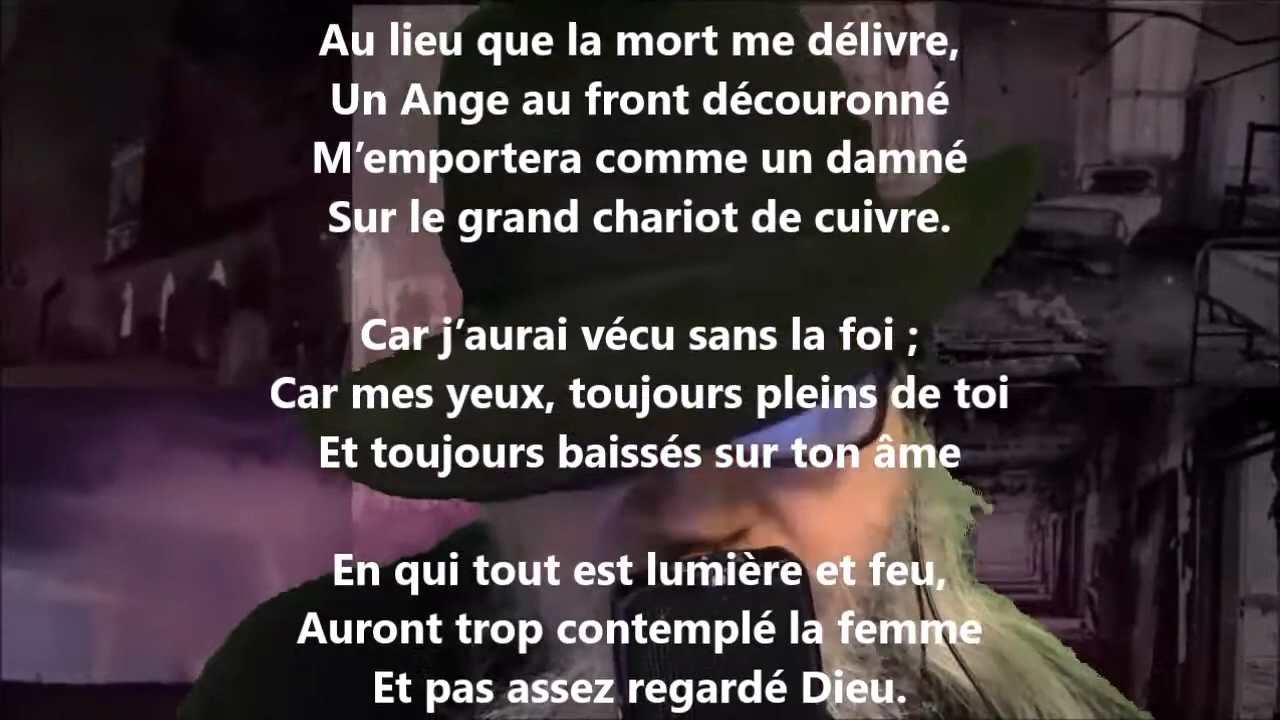 Au lieu que la mort me délivre,
Un Ange au front découronné
M’emportera comme un damné
Sur le grand chariot de cuivre.
Car j’aurai vécu sans la foi ;
Car mes yeux, toujours pleins de toi
Et toujours baissés sur ton âme
En qui tout est lumière et feu,
Auront trop contemplé la femme
Et pas assez regardé Dieu.